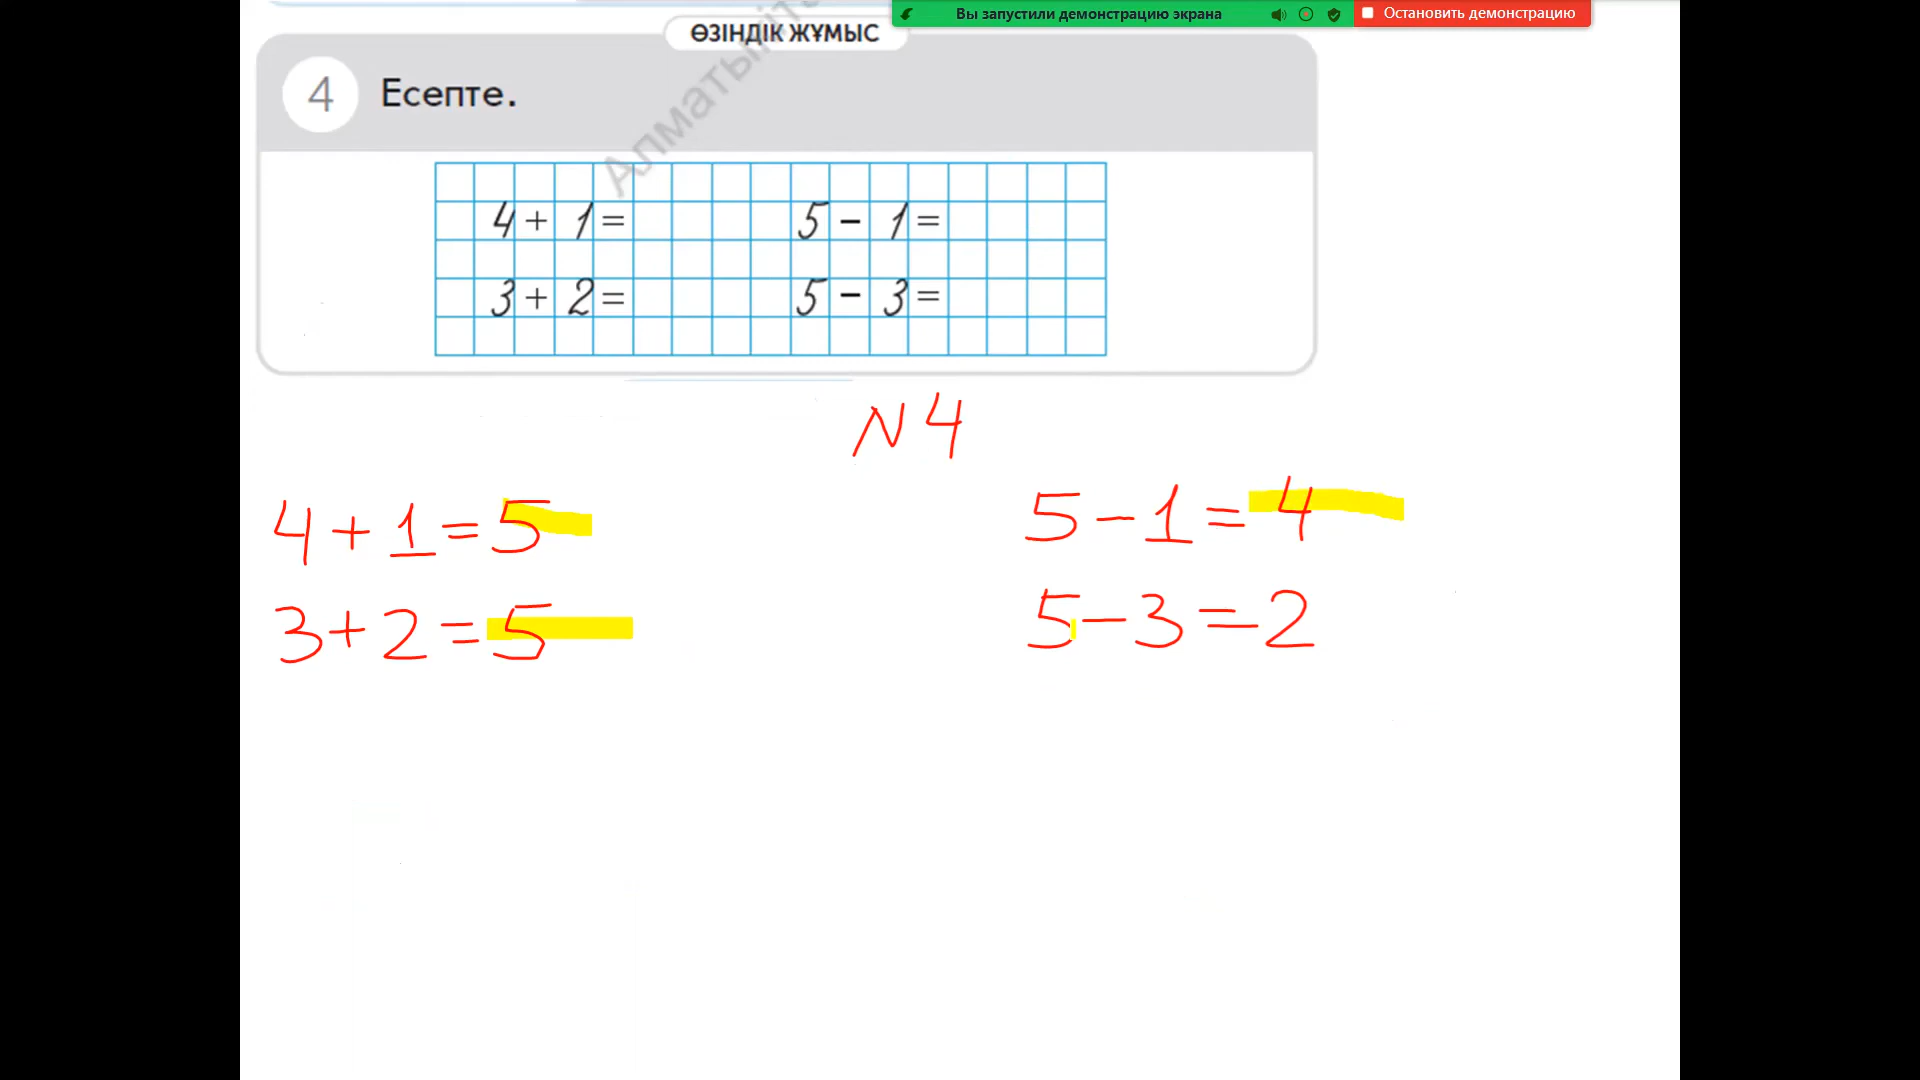 Вы запустили демонстрацию экрана
Остановить демонстрацию
ӨЗІНДІК ЖҰМЫС
4 Есепте.
4 + 1 = 5 - 1 =
3 + 2 = 5 - 3 =
N 4
4 + 1 = 5 5 - 1 = 4
3 + 2 = 5 5 - 3 = 2